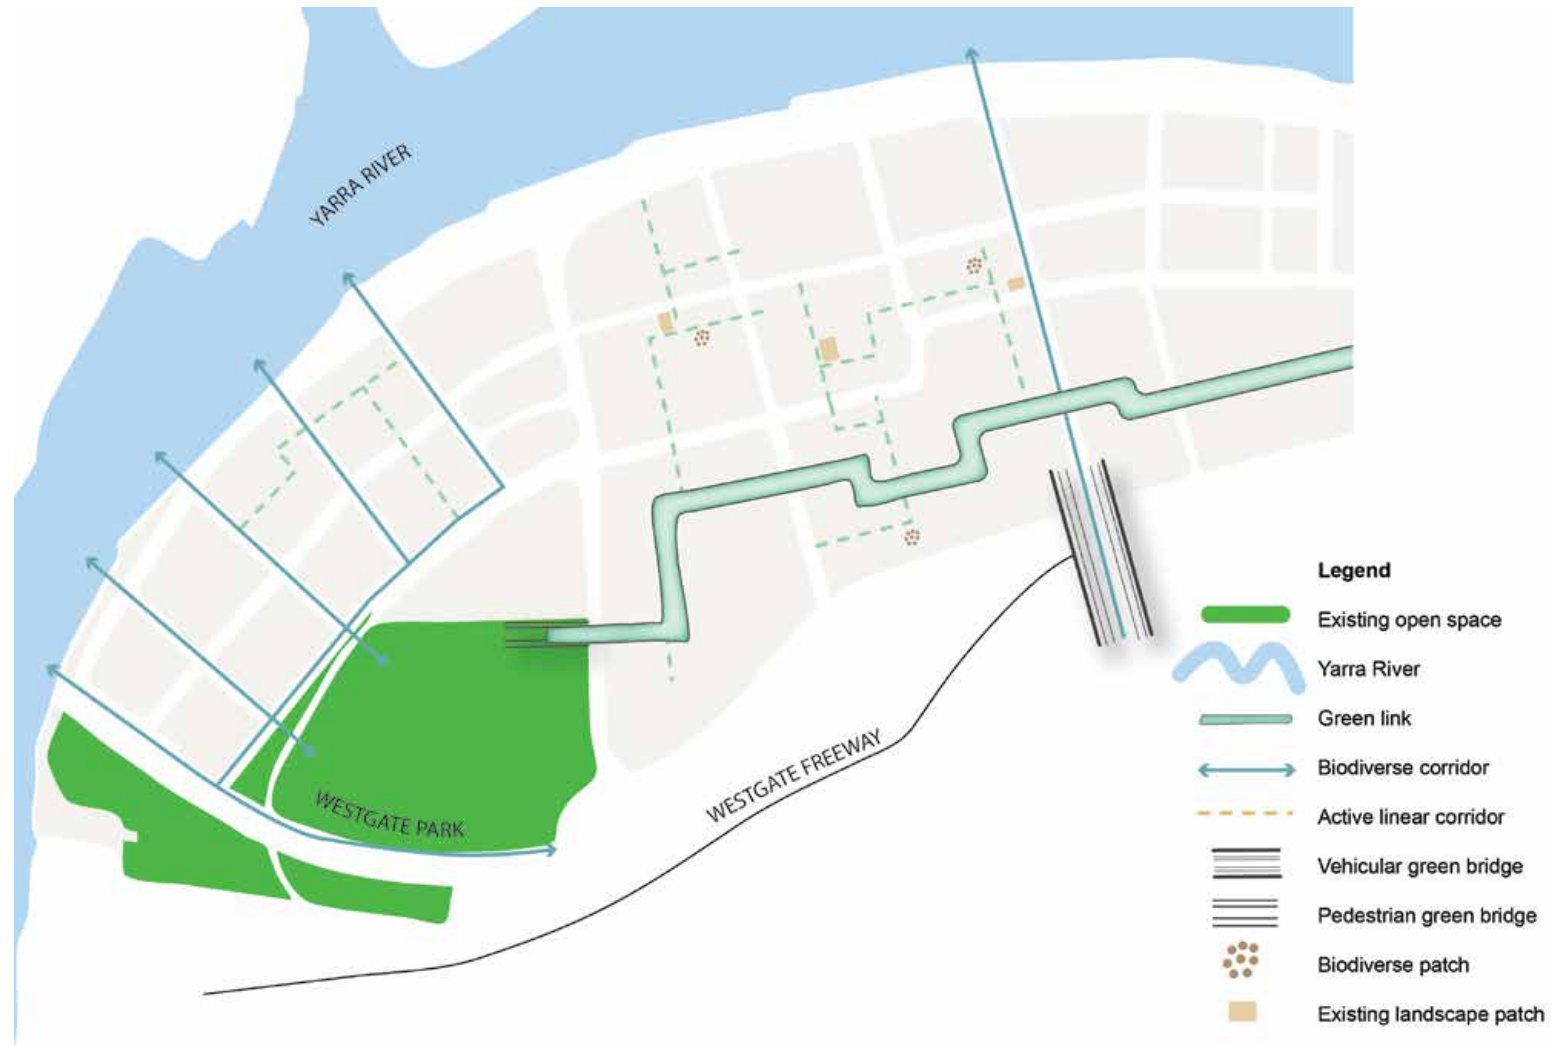 YARRA RIVER
WESTGATE PARK
WESTGATE FREEWAY
Legend
Existing open space
Yarra River
Green link
Biodiverse corridor
Active linear corridor
Vehicular green bridge
Pedestrian green bridge
Biodiverse patch
Existing landscape patch